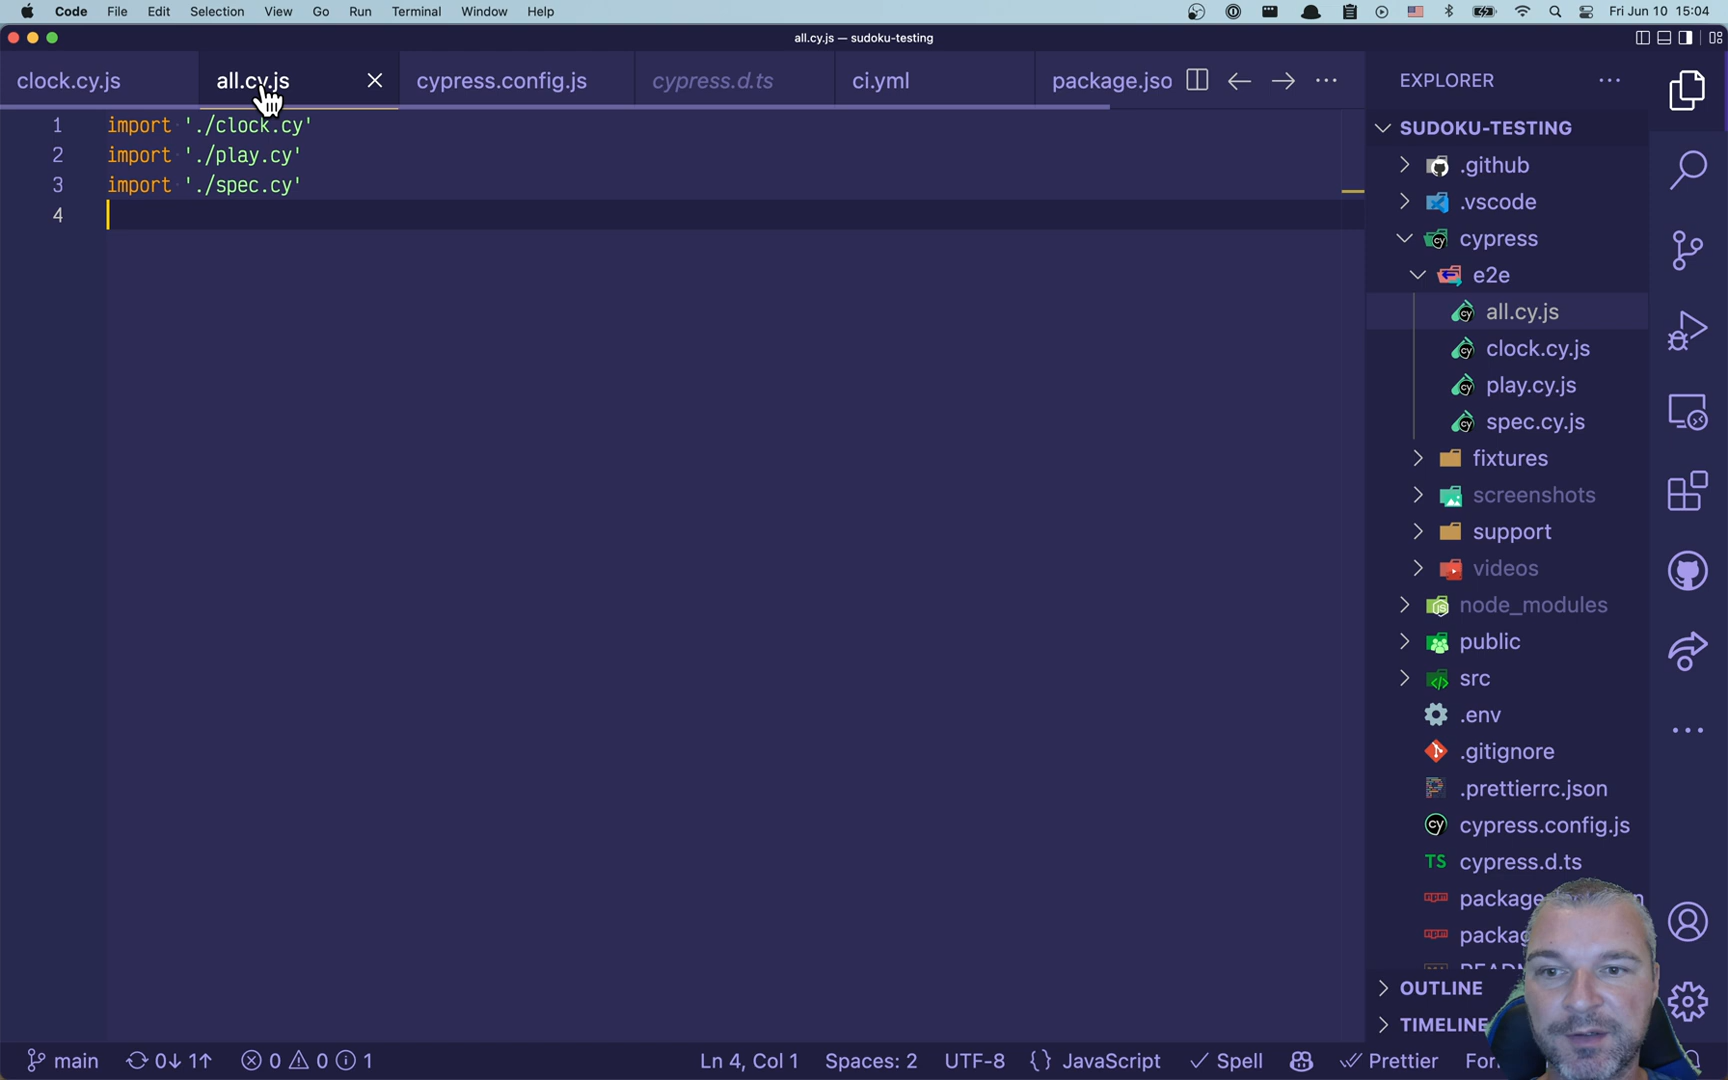 Code File Edit Selection View Go Run Terminal Window Help
Fri Jun 10 15:04
all.cy.js — sudoku-testing
clock.cy.js all.cy.js cypress.config.js cypress.d.ts ci.yml package.jso
1 import './clock.cy'
2 import './play.cy'
3 import './spec.cy'
4
EXPLORER
SUDOKU-TESTING
.github
.vscode
cypress
e2e
all.cy.js
clock.cy.js
play.cy.js
spec.cy.js
fixtures
screenshots
support
videos
node_modules
public
src
.env
.gitignore
.prettierrc.json
cypress.config.js
TS cypress.d.ts
OUTLINE
TIMELINE
main 0↓ 1↑ 0 0 1 Ln 4, Col 1 Spaces: 2 UTF-8 {} JavaScript Spell Prettier